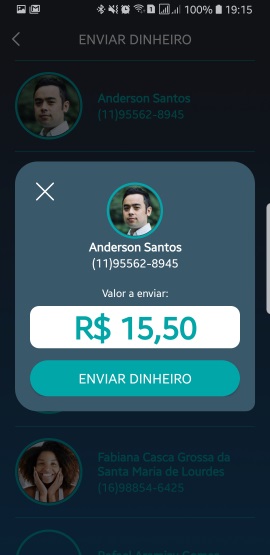 100% 19:15
ENVIAR DINHEIRO
Anderson Santos
(11)95562-8945
Anderson Santos
(11)95562-8945
Valor a enviar:
R$ 15,50
ENVIAR DINHEIRO
Fabiana Casca Grossa da
Santa Maria de Lourdes
(16)98854-6425